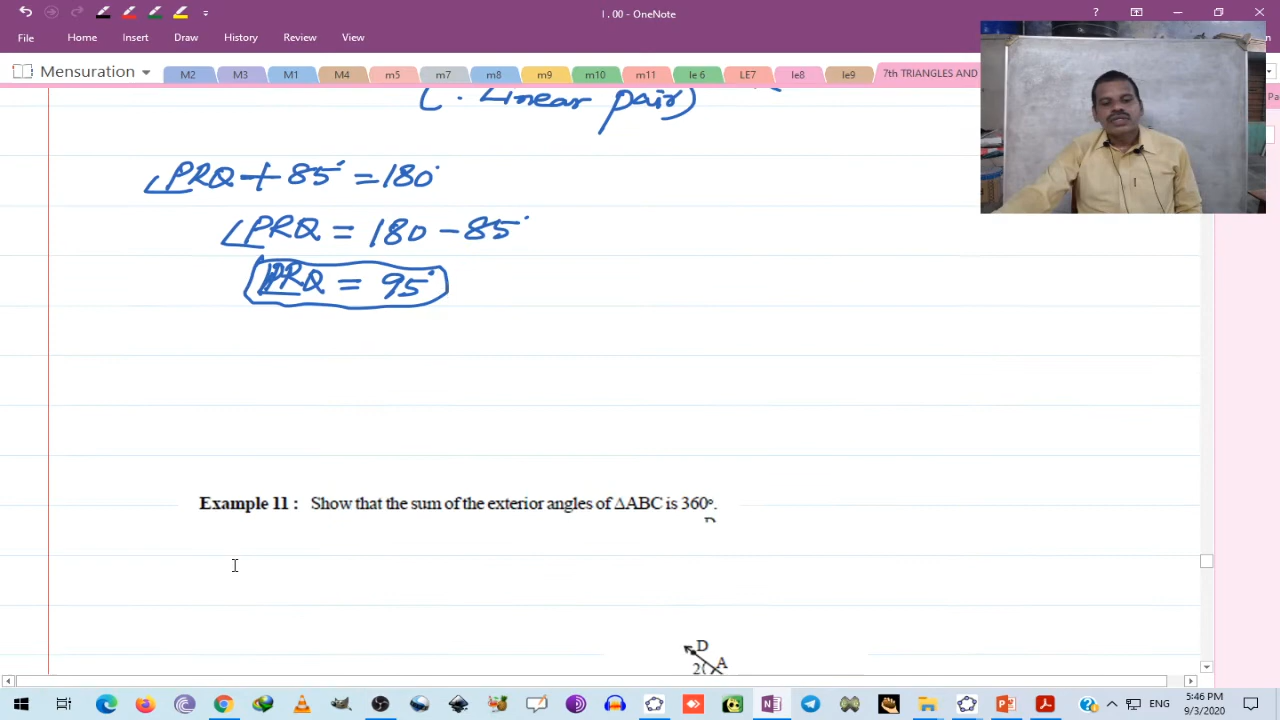 1.00 - OneNote
File Home Insert Draw History Review View
Mensuration M2 M3 M1 M4 m5 m7 m8 m9 m10 m11 le 6 LE7 le8 le9 7th TRIANGLES AND
(∵ Linear pair)
∠PRQ + 85° = 180°
∠PRQ = 180 - 85°
∠PRQ = 95°
Example 11 : Show that the sum of the exterior angles of ΔABC is 360°.
D
D
A
2
5:46 PM
ENG
9/3/2020